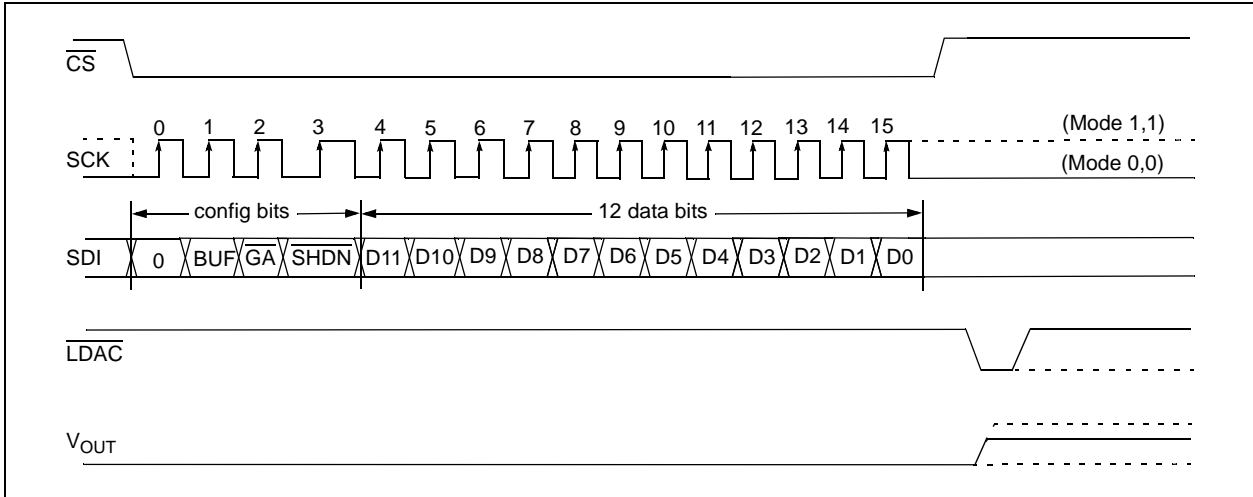 CS
0 1 2 3 4 5 6 7 8 9 10 11 12 13 14 15
(Mode 1,1)
SCK
(Mode 0,0)
config bits
12 data bits
SDI 0 BUF GA SHDN D11 D10 D9 D8 D7 D6 D5 D4 D3 D2 D1 D0
LDAC
VOUT